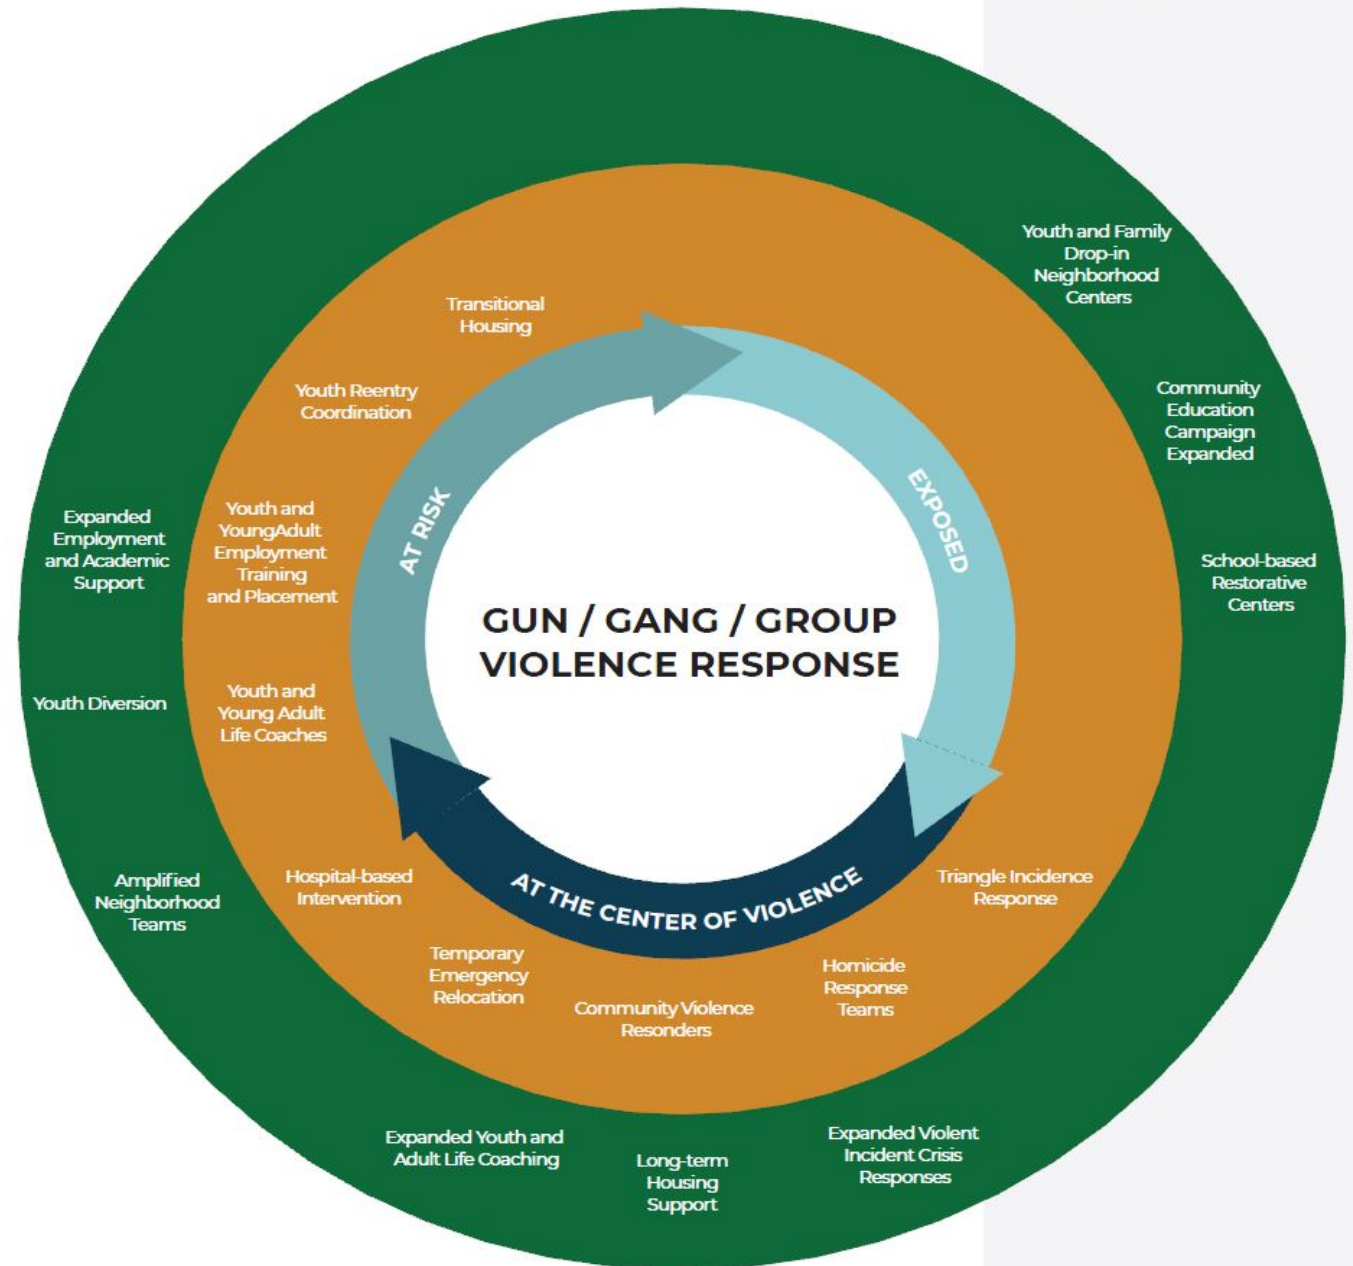 Youth and Family
Drop-in
Neighborhood
Centers
Transitional
Housing
Youth Reentry
Coordination
Community
Education
Campaign
Expanded
AT RISK
EXPOSED
Expanded
Employment
and Academic
Support
Youth and
YoungAdult
Employment
Training
and Placement
School-based
Restorative
Centers
GUN / GANG / GROUP
VIOLENCE RESPONSE
Youth Diversion
Youth and
Young Adult
Life Coaches
Amplified
Neighborhood
Teams
Hospital-based
Intervention
AT THE CENTER OF VIOLENCE
Triangle Incidence
Response
Temporary
Emergency
Relocation
Community Violence
Resonders
Homicide
Response
Teams
Expanded Youth and
Adult Life Coaching
Long-term
Housing
Support
Expanded Violent
Incident Crisis
Responses